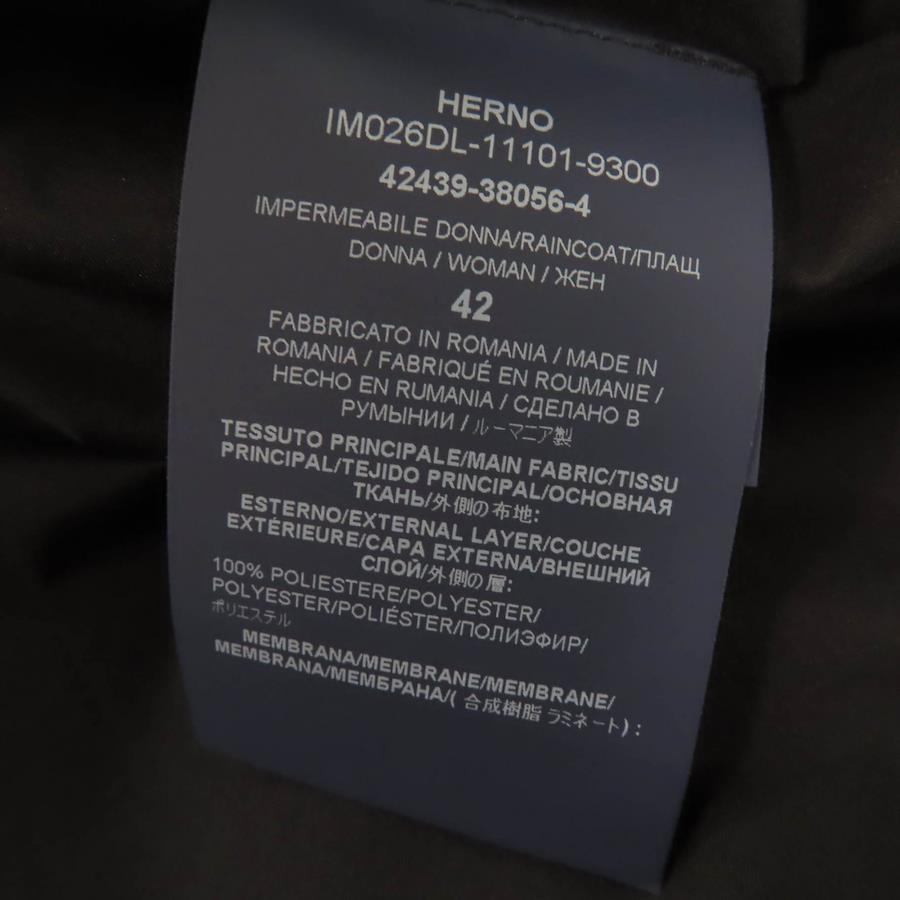 HERNO
IM026DL-11101-9300
42439-38056-4
IMPERMEABILE DONNA/RAINCOAT/ПЛАЩ
DONNA / WOMAN / ЖЕН
42
FABBRICATO IN ROMANIA / MADE IN
ROMANIA / FABRIQUÉ EN ROUMANIE /
HECHO EN RUMANIA / СДЕЛАНО В
РУМЫНИИ / ルーマニア製
TESSUTO PRINCIPALE/MAIN FABRIC/TISSU
PRINCIPAL/TEJIDO PRINCIPAL/ОСНОВНАЯ
ТКАНЬ/外側の布地:
ESTERNO/EXTERNAL LAYER/COUCHE
EXTÉRIEURE/CAPA EXTERNA/ВНЕШНИЙ
СЛОЙ/外側の層:
100% POLIESTERE/POLYESTER/
POLYESTER/POLIÉSTER/ПОЛИЭФИР/
ポリエステル
MEMBRANA/MEMBRANE/MEMBRANE/
MEMBRANA/МЕМБРАНА/( 合成樹脂 ラミネート) :